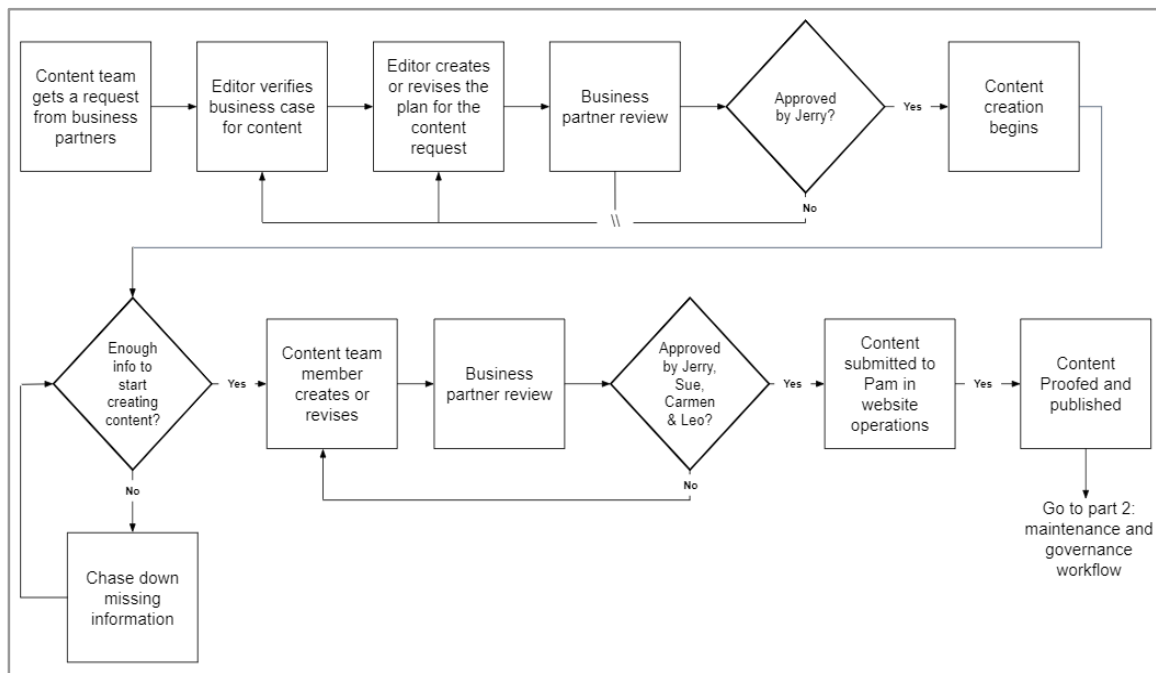 Content team
gets a request
from business
partners
Editor verifies
business case
for content
Editor creates
or revises the
plan for the
content
request
Business
partner review
Approved
by Jerry?
Yes
Content
creation
begins
No
\\
Enough
info to
start
creating
content?
Yes
Content team
member
creates or
revises
Business
partner review
Approved
by Jerry,
Sue,
Carmen
& Leo?
Yes
Content
submitted to
Pam in
website
operations
Yes
Content
Proofed and
published
No
No
Go to part 2:
maintenance and
governance
workflow
Chase down
missing
information